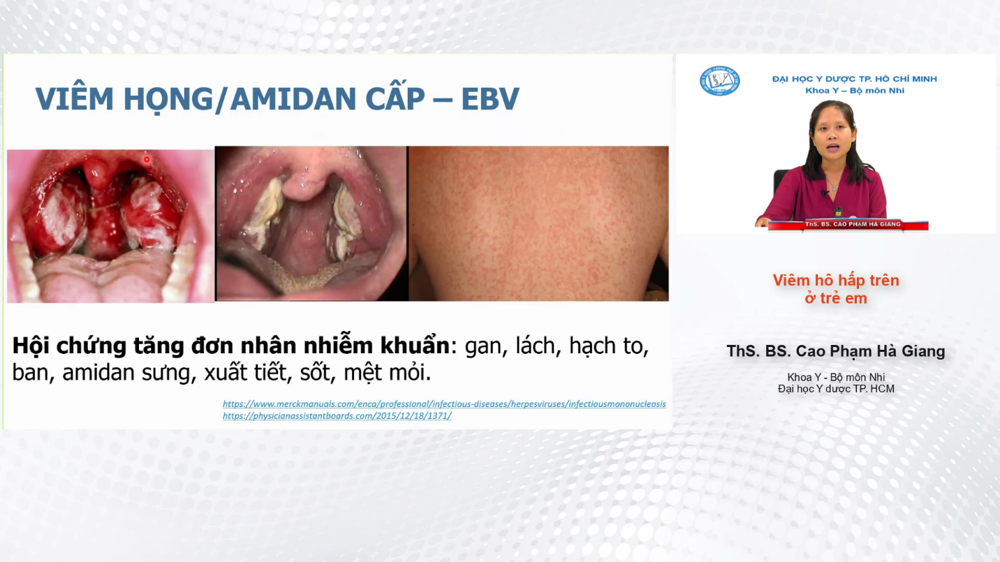 VIÊM HỌNG/AMIDAN CẤP – EBV
Hội chứng tăng đơn nhân nhiễm khuẩn: gan, lách, hạch to,
ban, amidan sưng, xuất tiết, sốt, mệt mỏi.
https://www.merckmanuals.com/enca/professional/infectious-diseases/herpesviruses/infectiousmononucleosis
https://physicianassistantboards.com/2015/12/18/1371/
ĐẠI HỌC Y DƯỢC TP. HỒ CHÍ MINH
Khoa Y – Bộ môn Nhi
ThS. BS. CAO PHẠM HÀ GIANG
Viêm hô hấp trên
ở trẻ em
ThS. BS. Cao Phạm Hà Giang
Khoa Y - Bộ môn Nhi
Đại học Y dược TP. HCM